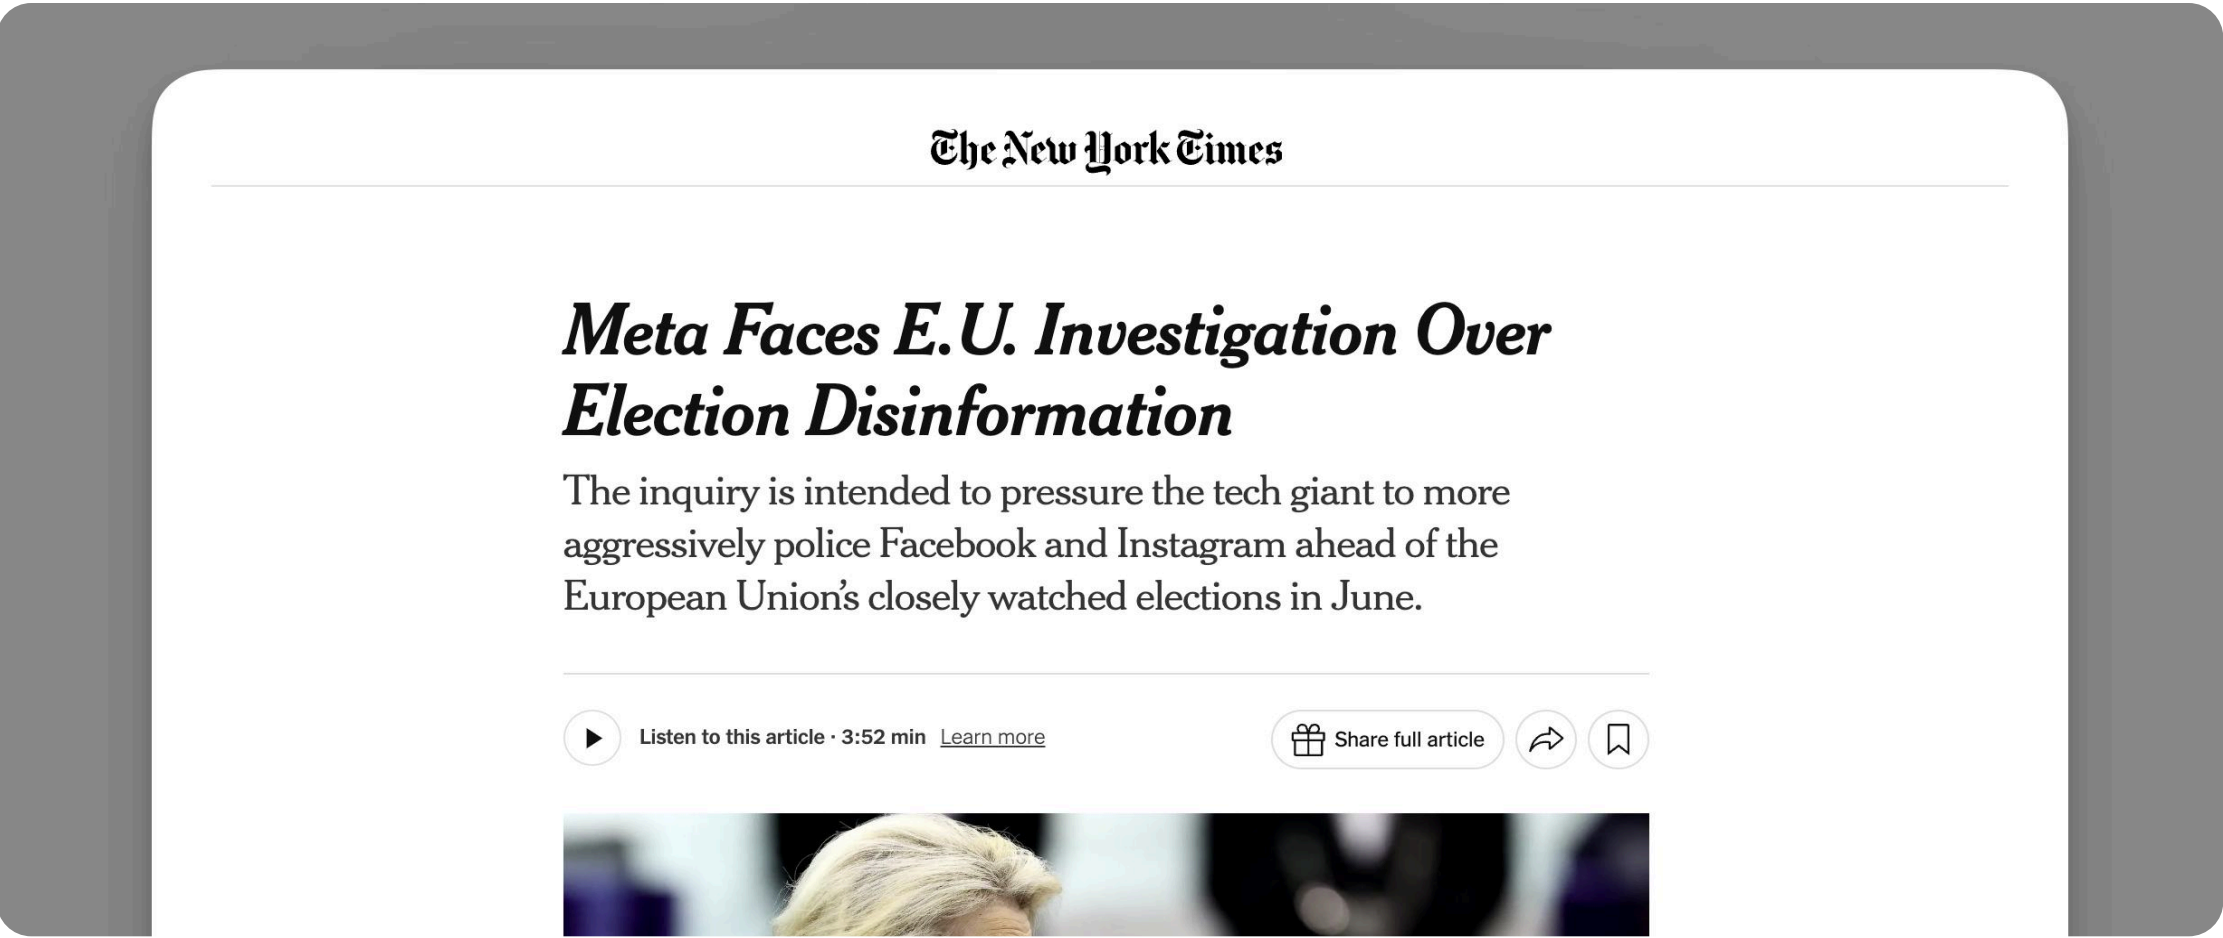 The New York Times
Meta Faces E.U. Investigation Over
Election Disinformation
The inquiry is intended to pressure the tech giant to more
aggressively police Facebook and Instagram ahead of the
European Union’s closely watched elections in June.
Listen to this article · 3:52 min Learn more
Share full article